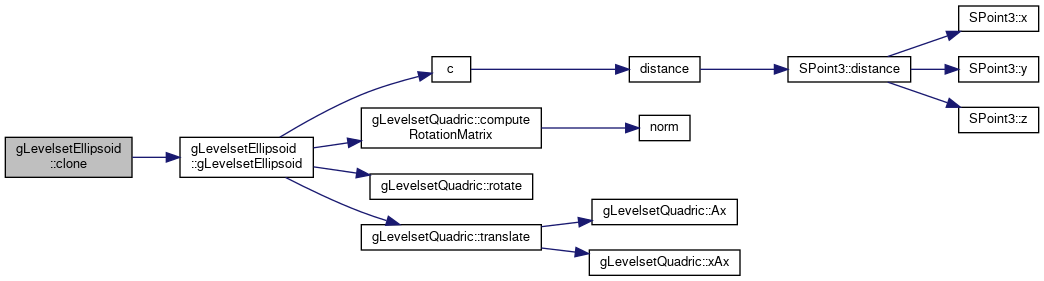 gLevelsetEllipsoid
::clone
gLevelsetEllipsoid
::gLevelsetEllipsoid
c
distance
SPoint3::distance
SPoint3::x
SPoint3::y
SPoint3::z
gLevelsetQuadric::compute
RotationMatrix
norm
gLevelsetQuadric::rotate
gLevelsetQuadric::translate
gLevelsetQuadric::Ax
gLevelsetQuadric::xAx